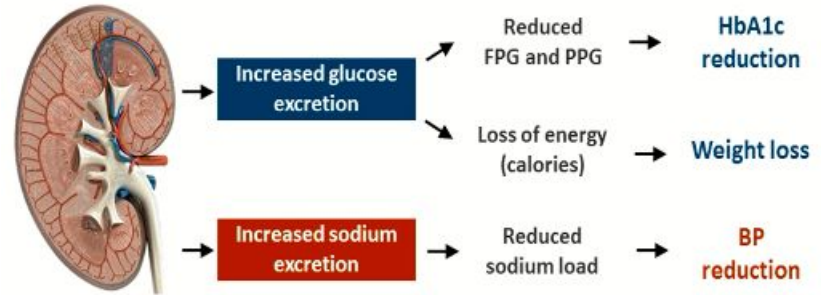 Increased glucose
excretion
Reduced
FPG and PPG
HbA1c
reduction
Loss of energy
(calories)
Weight loss
Increased sodium
excretion
Reduced
sodium load
BP
reduction